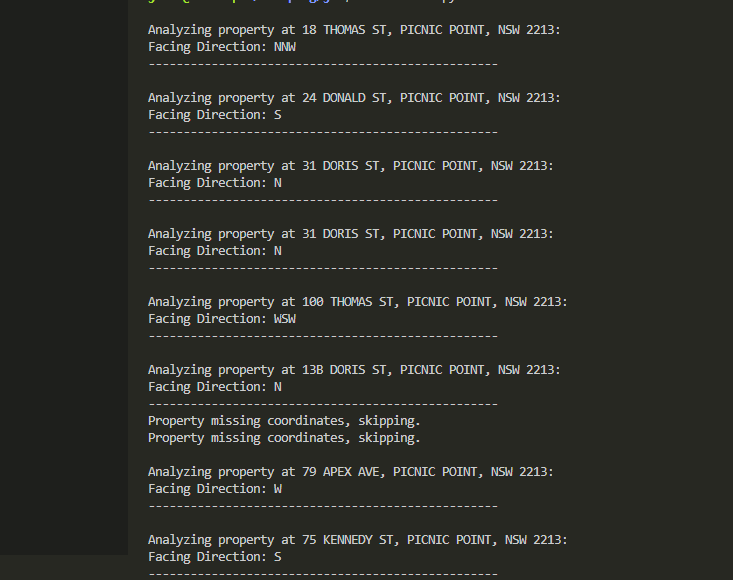 Analyzing property at 18 THOMAS ST, PICNIC POINT, NSW 2213:
Facing Direction: NNW
--------------------------------------------------
Analyzing property at 24 DONALD ST, PICNIC POINT, NSW 2213:
Facing Direction: S
--------------------------------------------------
Analyzing property at 31 DORIS ST, PICNIC POINT, NSW 2213:
Facing Direction: N
--------------------------------------------------
Analyzing property at 31 DORIS ST, PICNIC POINT, NSW 2213:
Facing Direction: N
--------------------------------------------------
Analyzing property at 100 THOMAS ST, PICNIC POINT, NSW 2213:
Facing Direction: WSW
--------------------------------------------------
Analyzing property at 13B DORIS ST, PICNIC POINT, NSW 2213:
Facing Direction: N
--------------------------------------------------
Property missing coordinates, skipping.
Property missing coordinates, skipping.
Analyzing property at 79 APEX AVE, PICNIC POINT, NSW 2213:
Facing Direction: W
--------------------------------------------------
Analyzing property at 75 KENNEDY ST, PICNIC POINT, NSW 2213:
Facing Direction: S
--------------------------------------------------